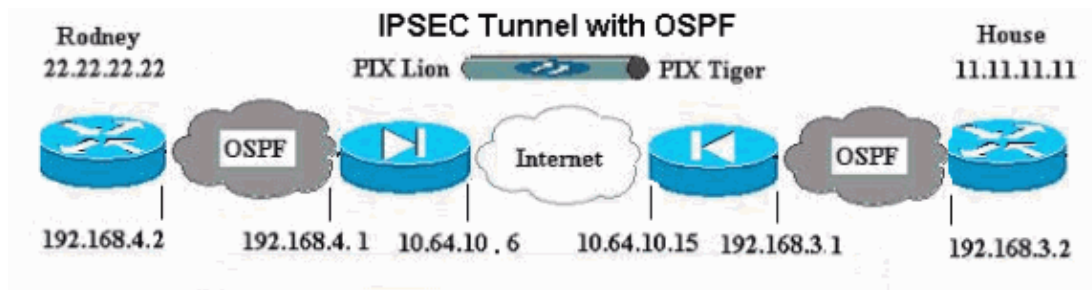 IPSEC Tunnel with OSPF
Rodney
22.22.22.22
PIX Lion
PIX Tiger
House
11.11.11.11
OSPF
Internet
OSPF
192.168.4.2
192.168.4.1
10.64.10.6
10.64.10.15
192.168.3.1
192.168.3.2